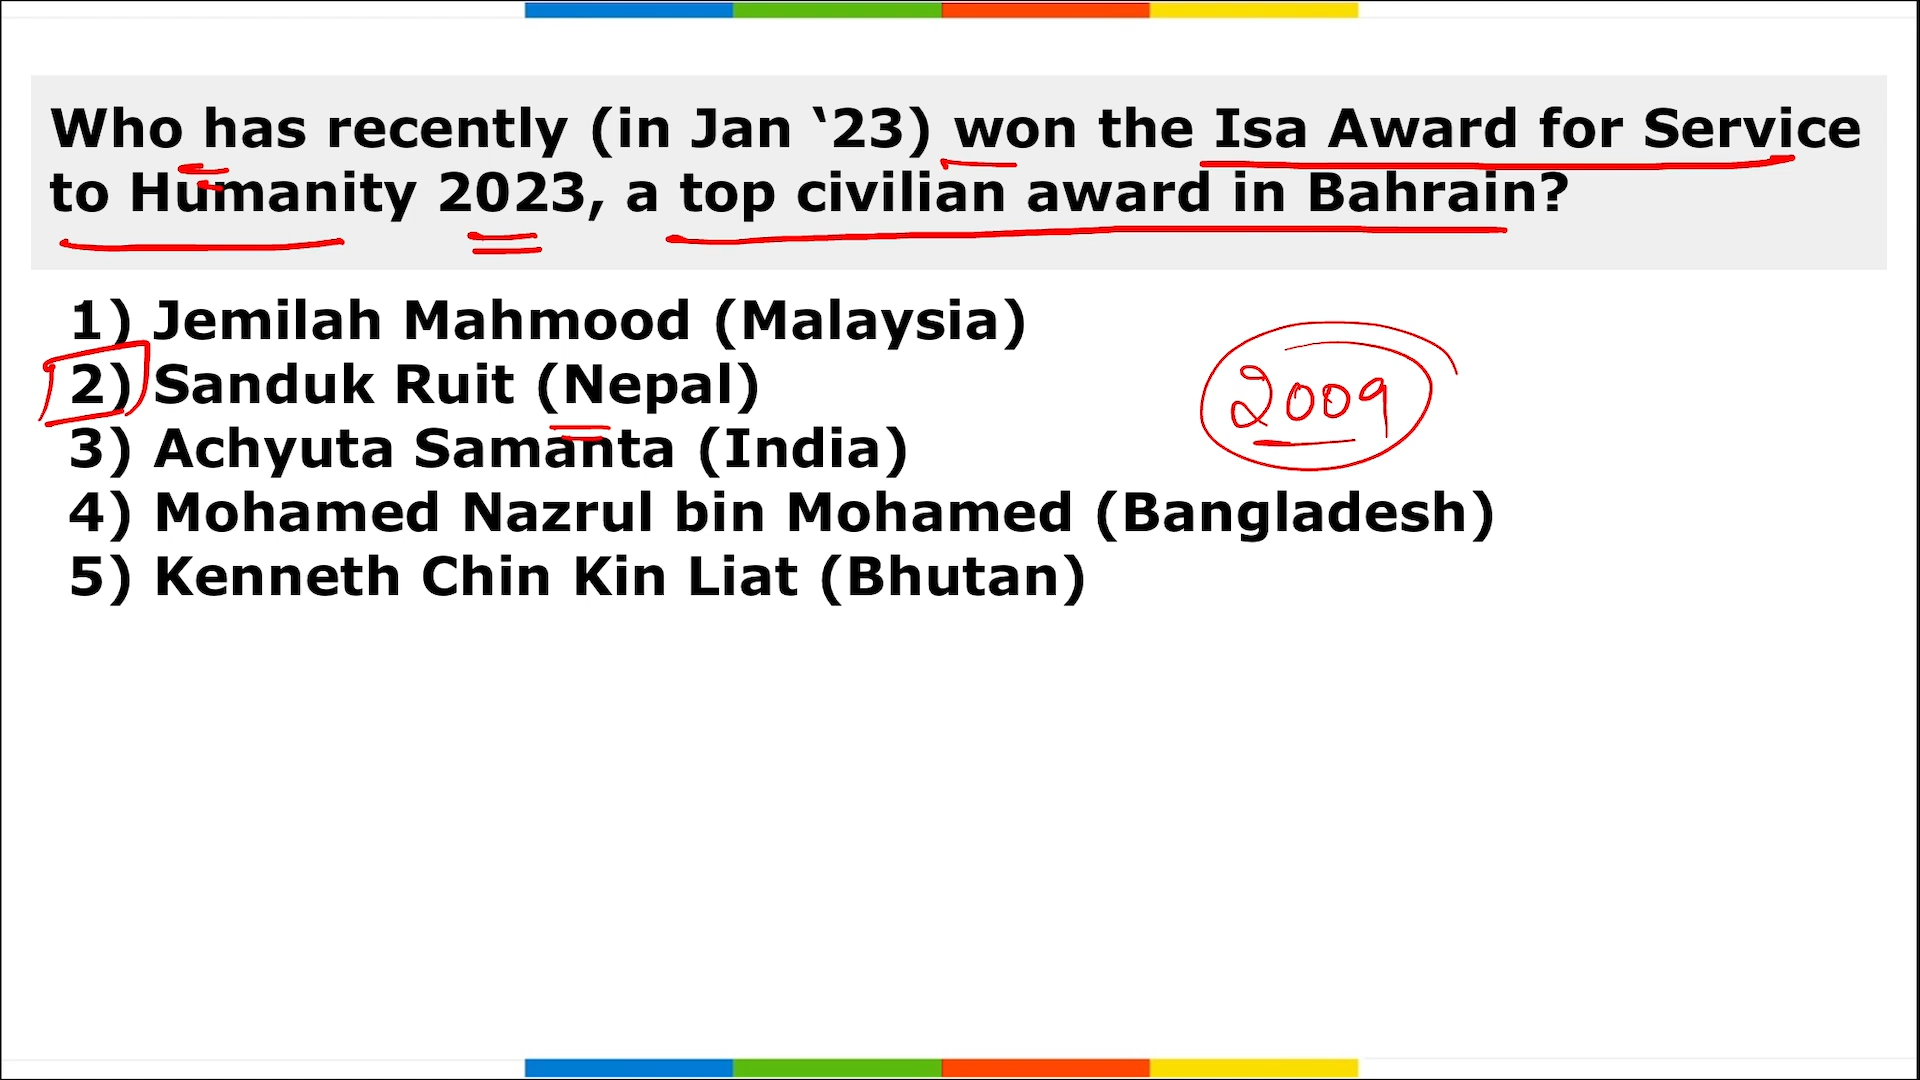 Who has recently (in Jan ‘23) won the Isa Award for Service
to Humanity 2023, a top civilian award in Bahrain?
1) Jemilah Mahmood (Malaysia)
2) Sanduk Ruit (Nepal)
2009
3) Achyuta Samanta (India)
4) Mohamed Nazrul bin Mohamed (Bangladesh)
5) Kenneth Chin Kin Liat (Bhutan)